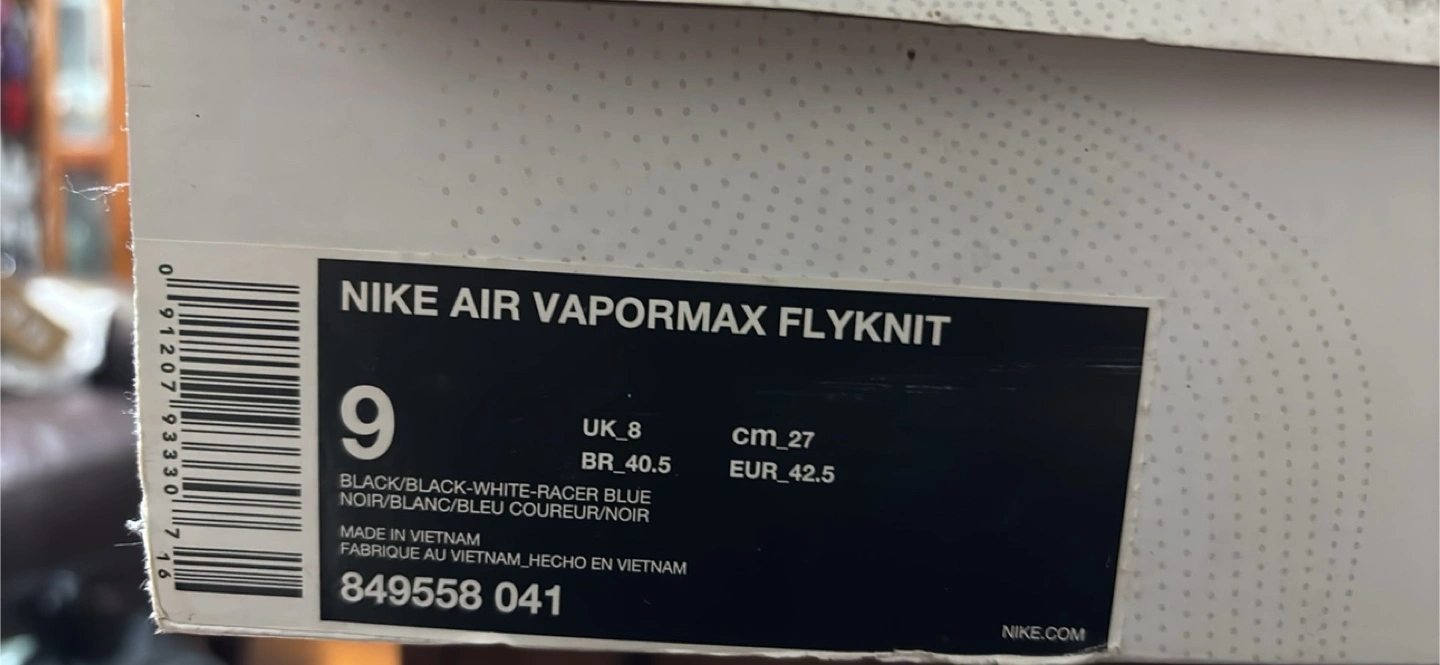 NIKE AIR VAPORMAX FLYKNIT
9
UK_8 cm_27
BR_40.5 EUR_42.5
BLACK/BLACK-WHITE-RACER BLUE
NOIR/BLANC/BLEU COUREUR/NOIR
MADE IN VIETNAM
FABRIQUE AU VIETNAM_HECHO EN VIETNAM
849558 041
NIKE.COM
0 91207 93330 7 16